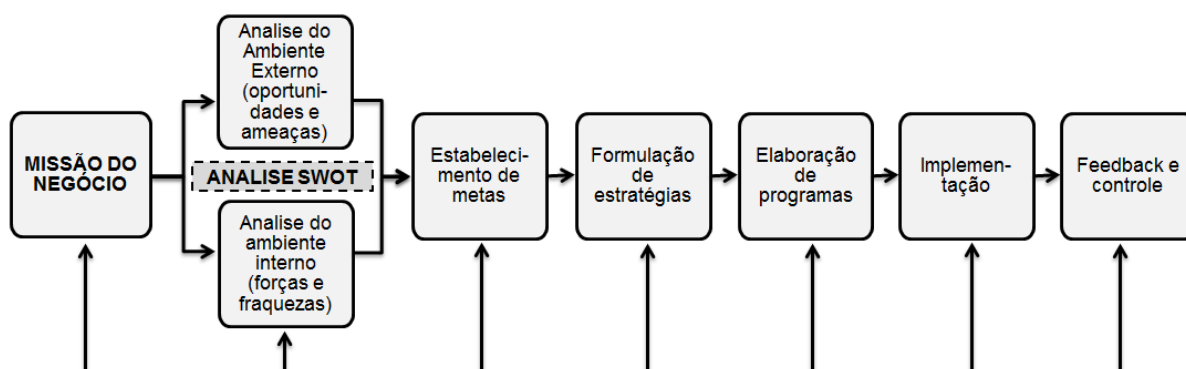 MISSÃO DO
NEGÓCIO
Analise do
Ambiente
Externo
(oportuni-
dades e
ameaças)
ANALISE SWOT
Analise do
ambiente
interno
(forças e
fraquezas)
Estabeleci-
mento de
metas
Formulação
de
estratégias
Elaboração
de
programas
Implemen-
tação
Feedback e
controle